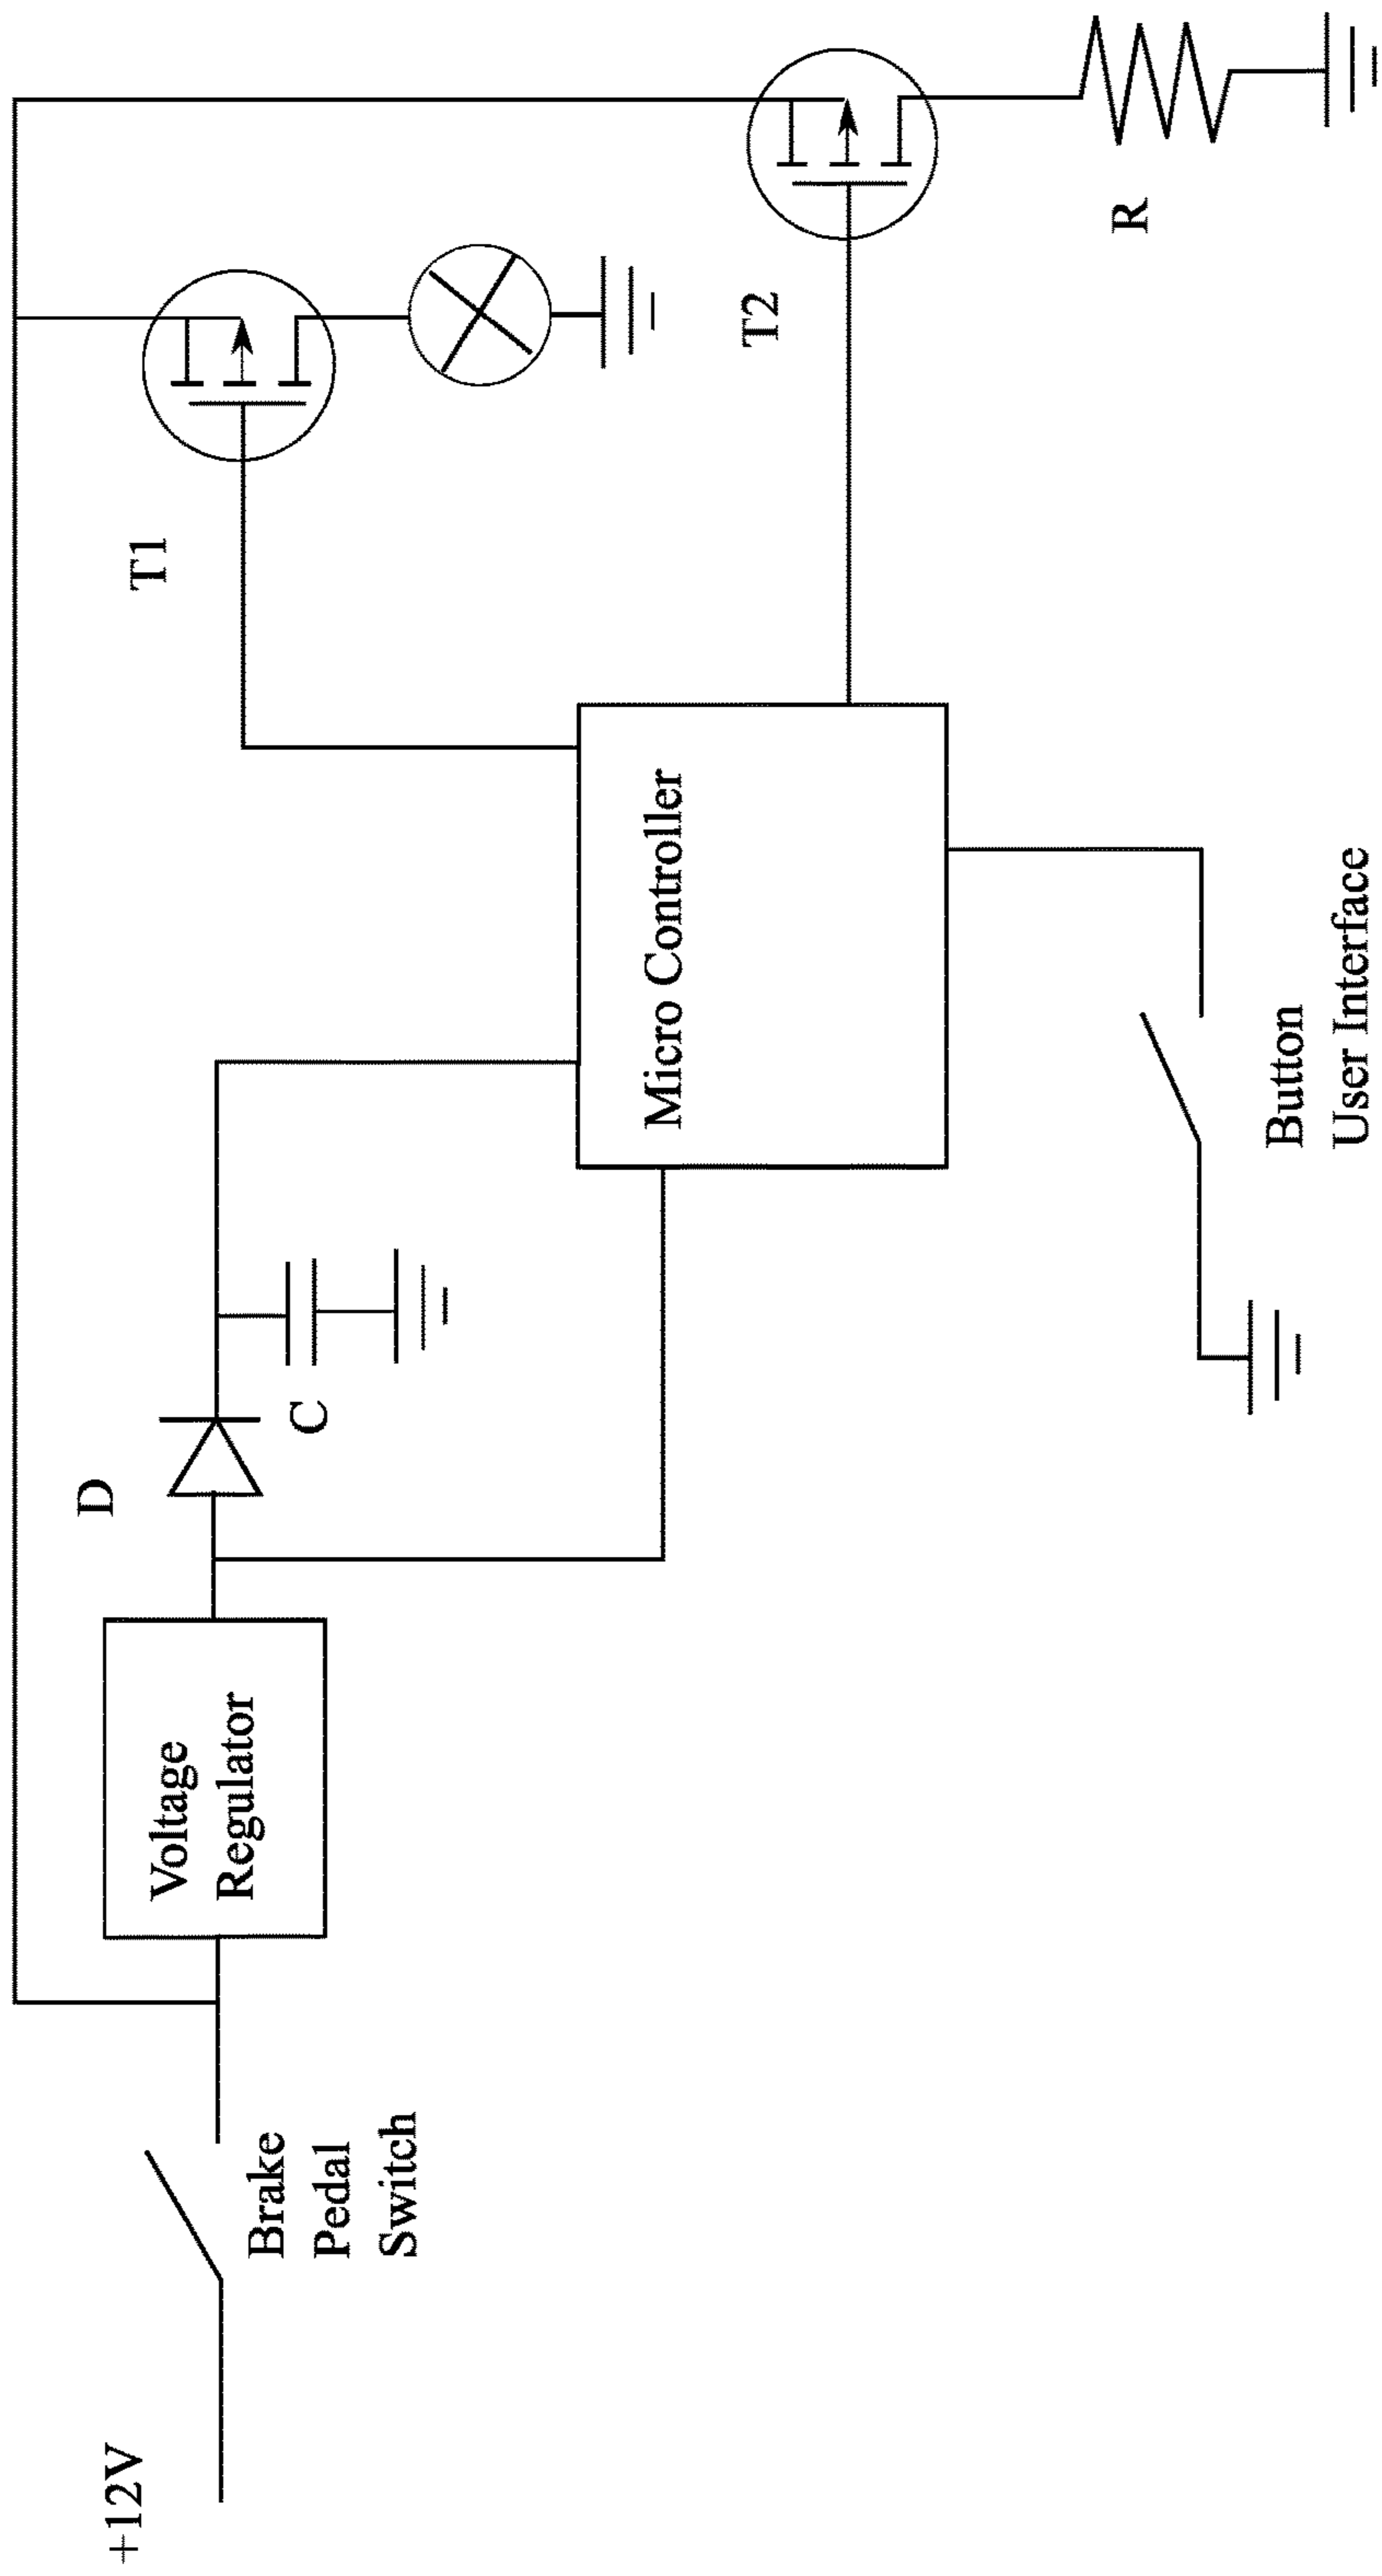 +12V
Brake
Pedal
Switch
Voltage
Regulator
D
C
Micro Controller
Button
User Interface
T1
T2
R